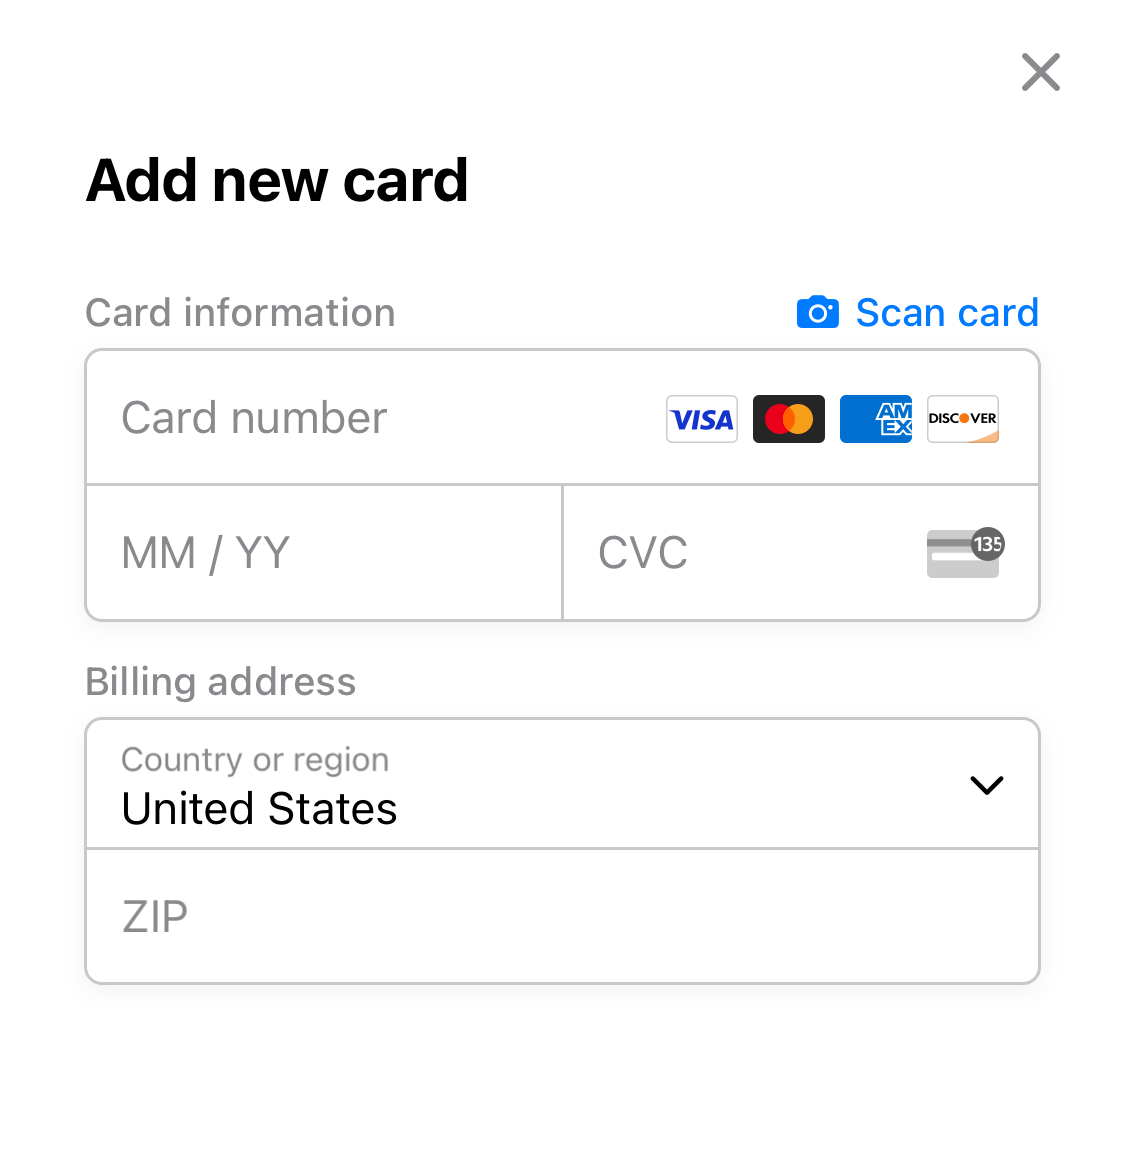 Add new card
Card information
Scan card
Card number
VISA
AM
EX
DISCOVER
MM / YY
CVC
135
Billing address
Country or region
United States
ZIP